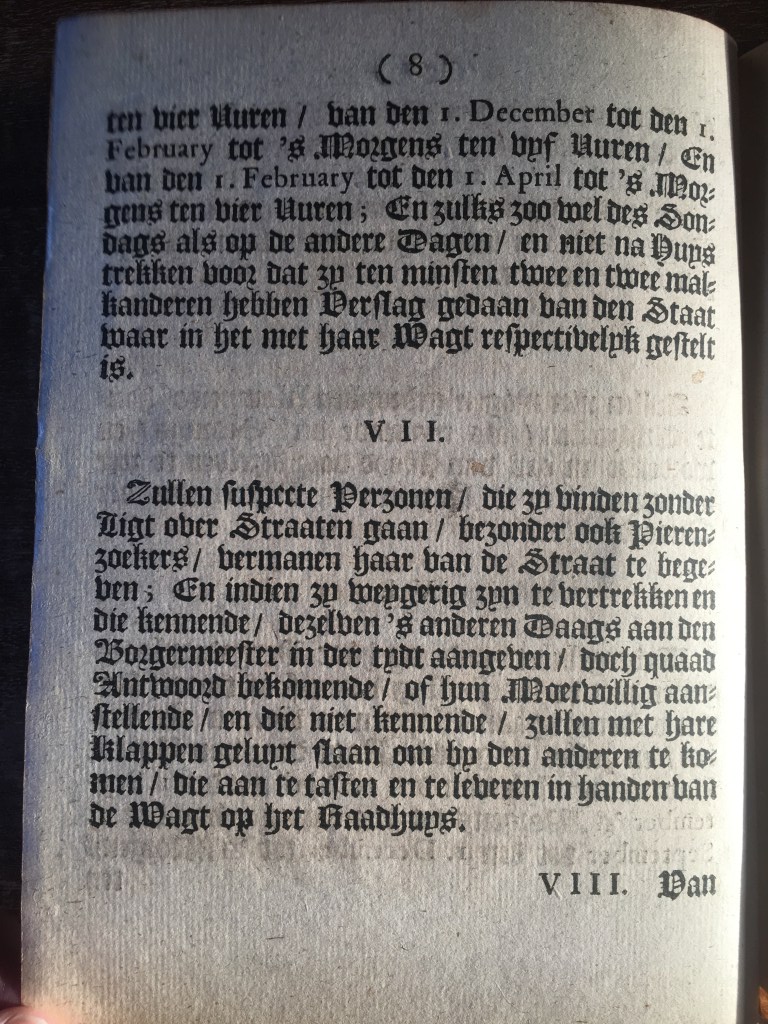 ( 8 )
ten vier Uuren / van den 1. December tot den 1.
February tot 's Morgens ten vyf Uuren / En
van den 1. February tot den 1. April tot 's Mor-
gens ten vier Uuren; En zulks zoo wel des Son-
dags als op de andere Dagen / en niet na Huys
trekken voor dat zy ten minsten twee en twee mal-
kanderen hebben Verslag gedaan van den Staat
waar in het met haar Wagt respectivelyk gestelt
is.
VII.
Zullen suspecte Perzonen / die zy vinden zonder
Ligt over Straaten gaan / bezonder ook Pieren-
zoekers / vermanen haar van de Straat te bege-
ven; En indien zy weygerig zyn te vertrekken en
die kennende / dezelven 's anderen Daags aan den
Borgermeester in der tydt aangeven / doch quaad
Antwoord bekomende / of hun Moetwillig aan-
stellende / en die niet kennende / zullen met hare
Klappen geluyt slaan om by den anderen te ko-
men / die aan te tasten en te leveren in handen van
de Wagt op het Raadhuys.
VIII. Van